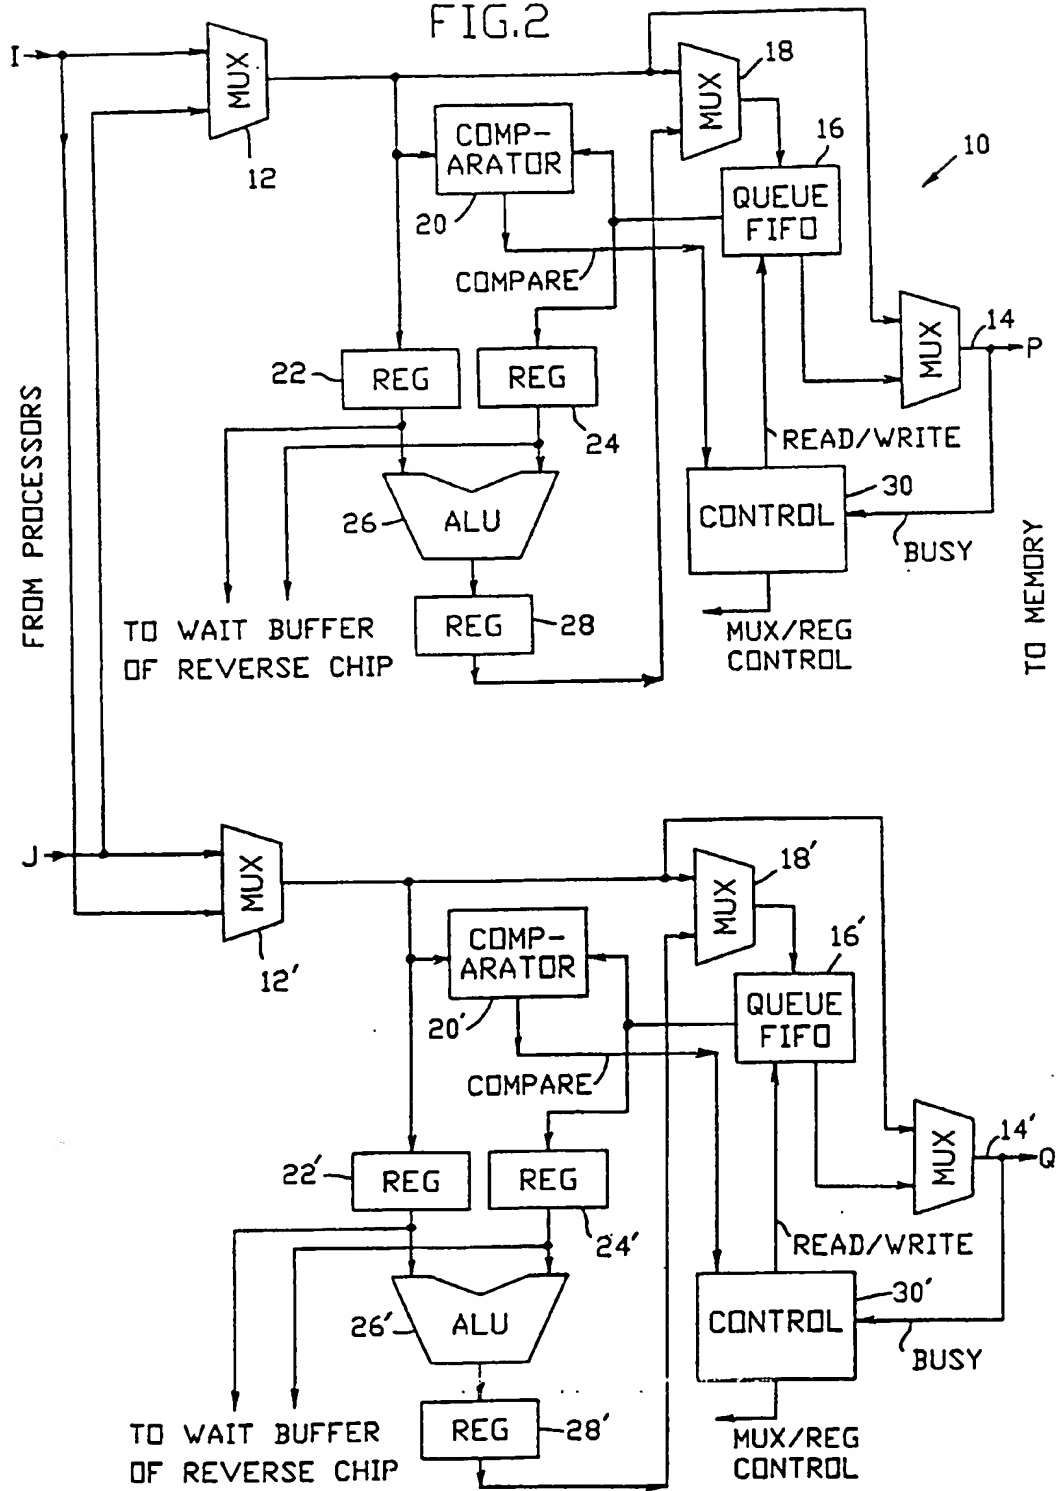 FIG.2
I
MUX
12
COMP-
ARATOR
20
MUX
18
16
QUEUE
FIFO
10
COMPARE
MUX
14
P
22
REG
REG
24
READ/WRITE
26
ALU
CONTROL
30
BUSY
FROM PROCESSORS
TO MEMORY
TO WAIT BUFFER
OF REVERSE CHIP
REG
28
MUX/REG
CONTROL
J
MUX
12'
COMP-
ARATOR
20'
MUX
18'
16'
QUEUE
FIFO
COMPARE
MUX
14'
Q
22'
REG
REG
24'
READ/WRITE
26'
ALU
CONTROL
30'
BUSY
TO WAIT BUFFER
OF REVERSE CHIP
REG
28'
MUX/REG
CONTROL